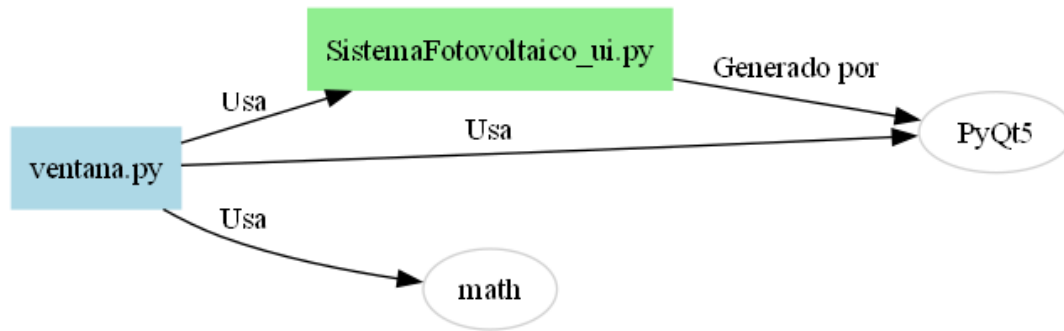 SistemaFotovoltaico_ui.py
Generado por
Usa
Usa
PyQt5
ventana.py
Usa
math